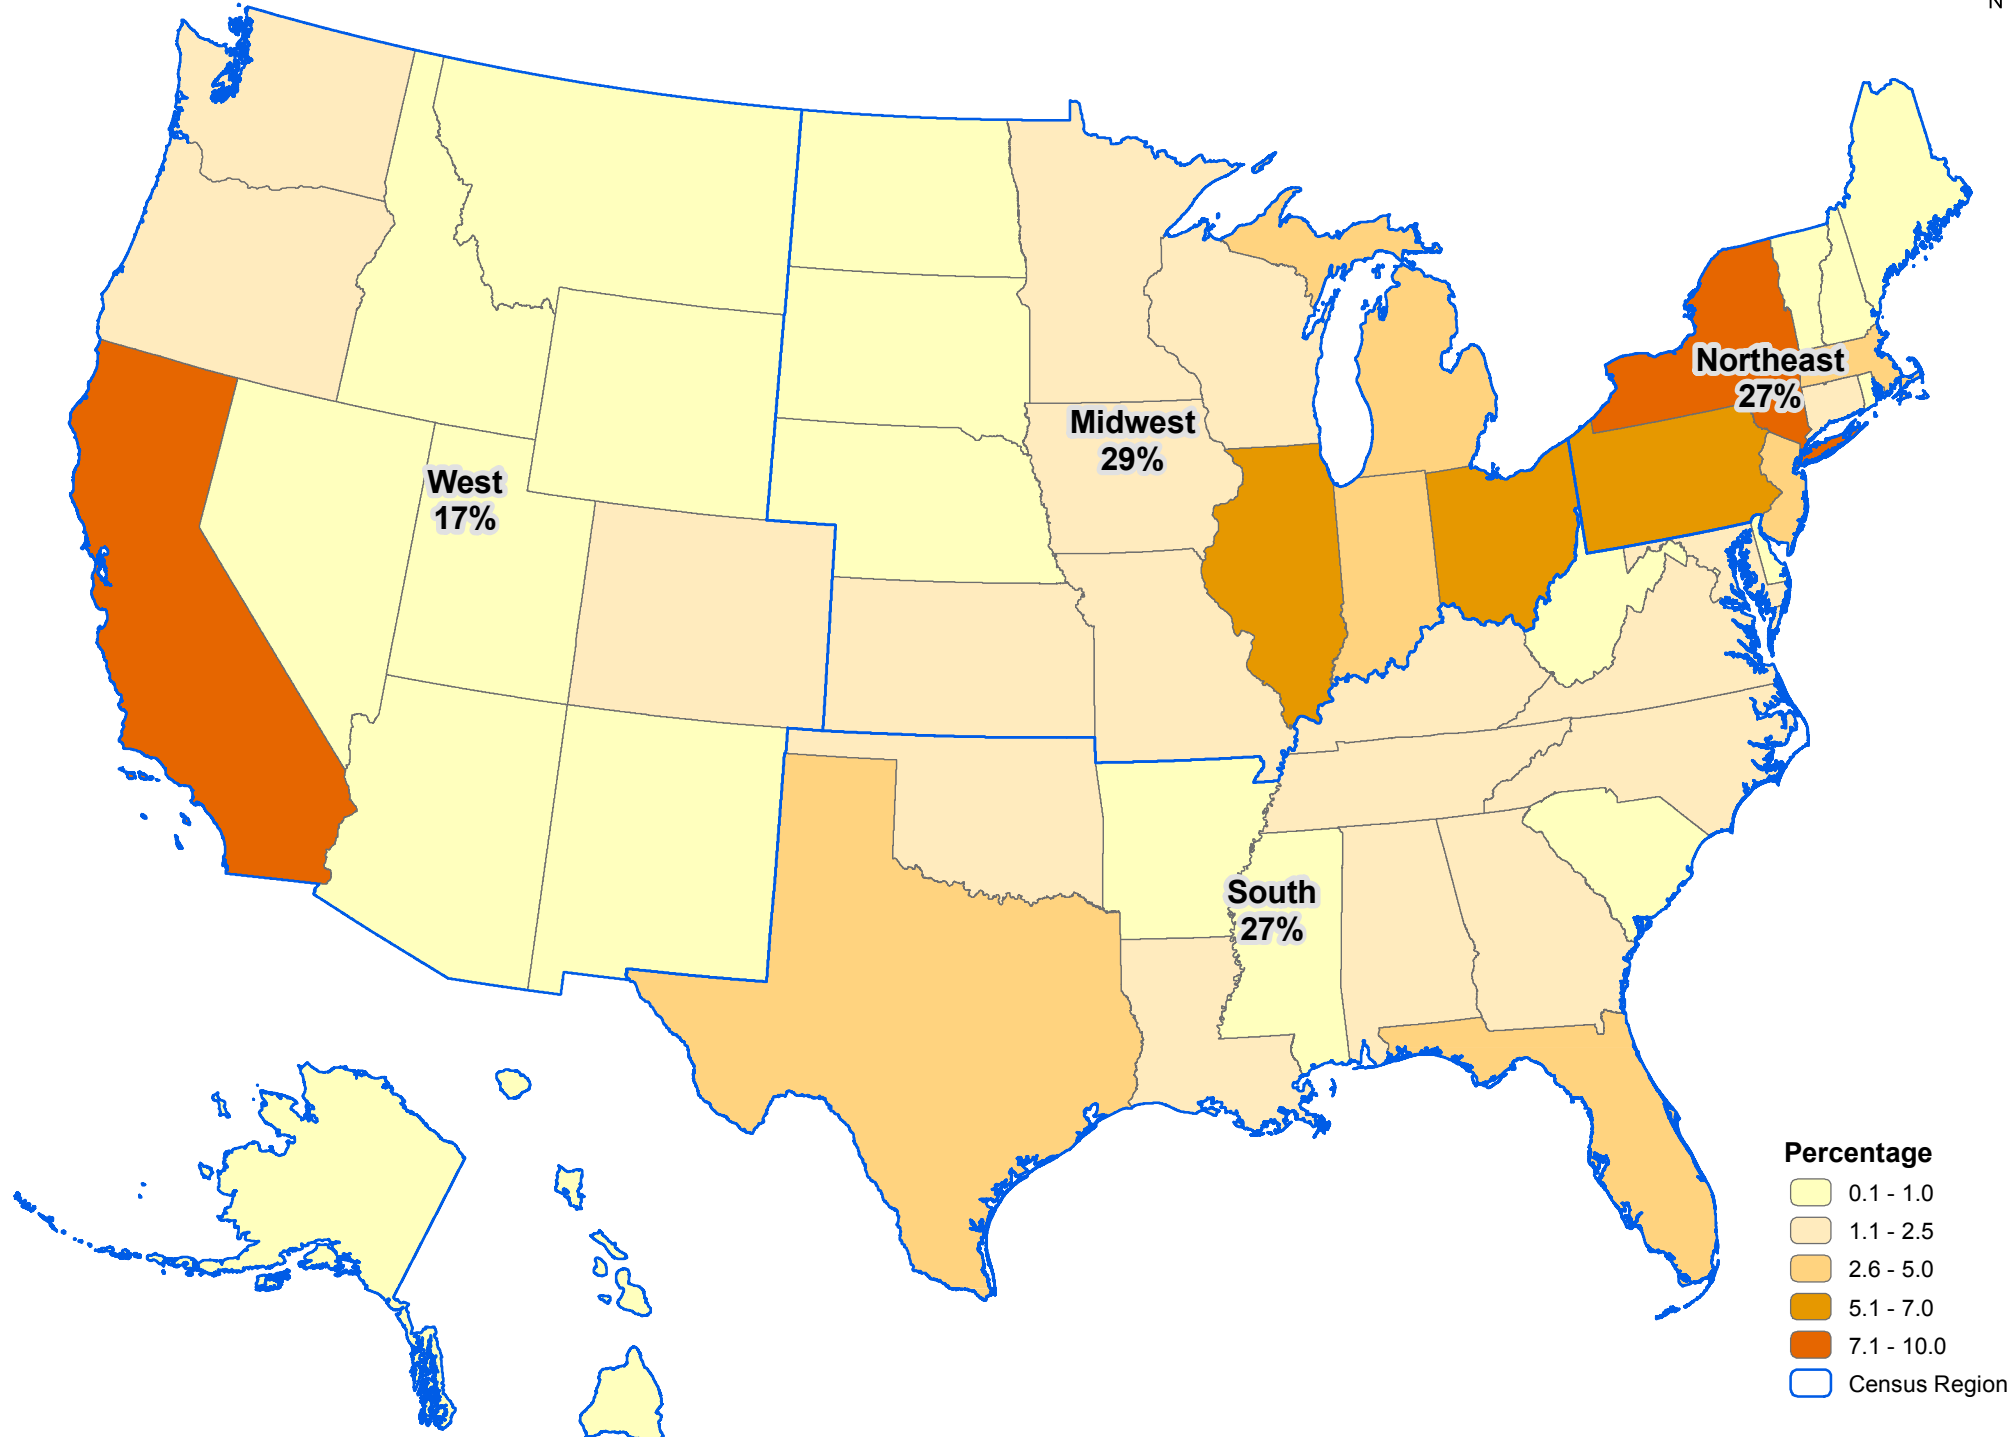 N
Northeast
27%
Midwest
29%
West
17%
South
27%
Percentage
0.1 - 1.0
1.1 - 2.5
2.6 - 5.0
5.1 - 7.0
7.1 - 10.0
Census Region